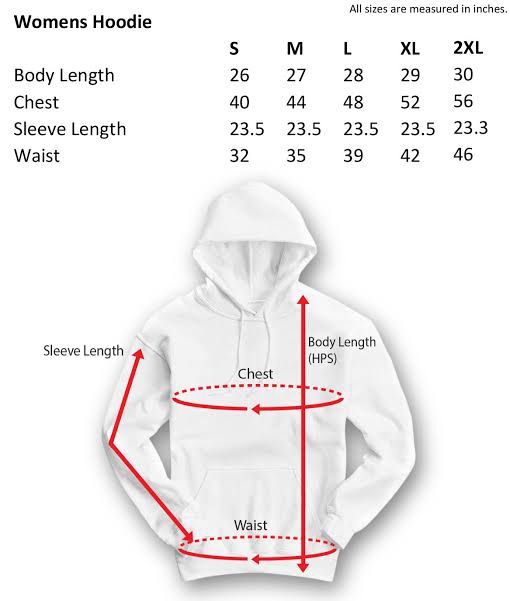 All sizes are measured in inches.
Womens Hoodie
S M L XL 2XL
Body Length 26 27 28 29 30
Chest 40 44 48 52 56
Sleeve Length 23.5 23.5 23.5 23.5 23.3
Waist 32 35 39 42 46
Sleeve Length
Body Length
(HPS)
Chest
Waist